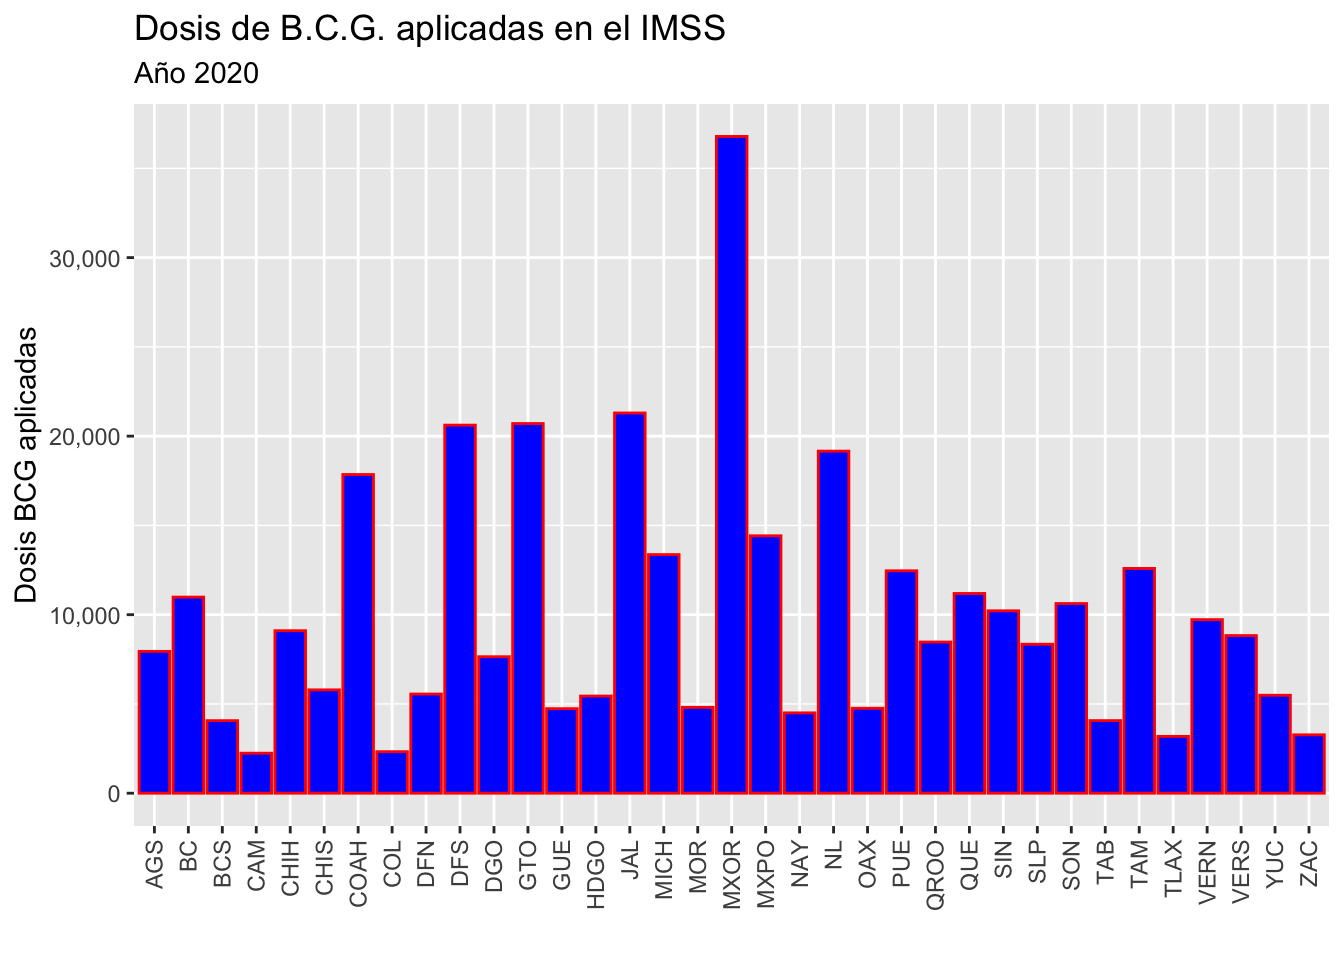 Dosis de B.C.G. aplicadas en el IMSS
Año 2020
Dosis BCG aplicadas
30,000
20,000
10,000
0
AGS
BC
BCS
CAM
CHIH
CHIS
COAH
COL
DFN
DFS
DGO
GTO
GUE
HDGO
JAL
MICH
MOR
MXOR
MXPO
NAY
NL
OAX
PUE
QROO
QUE
SIN
SLP
SON
TAB
TAM
TLAX
VERN
VERS
YUC
ZAC